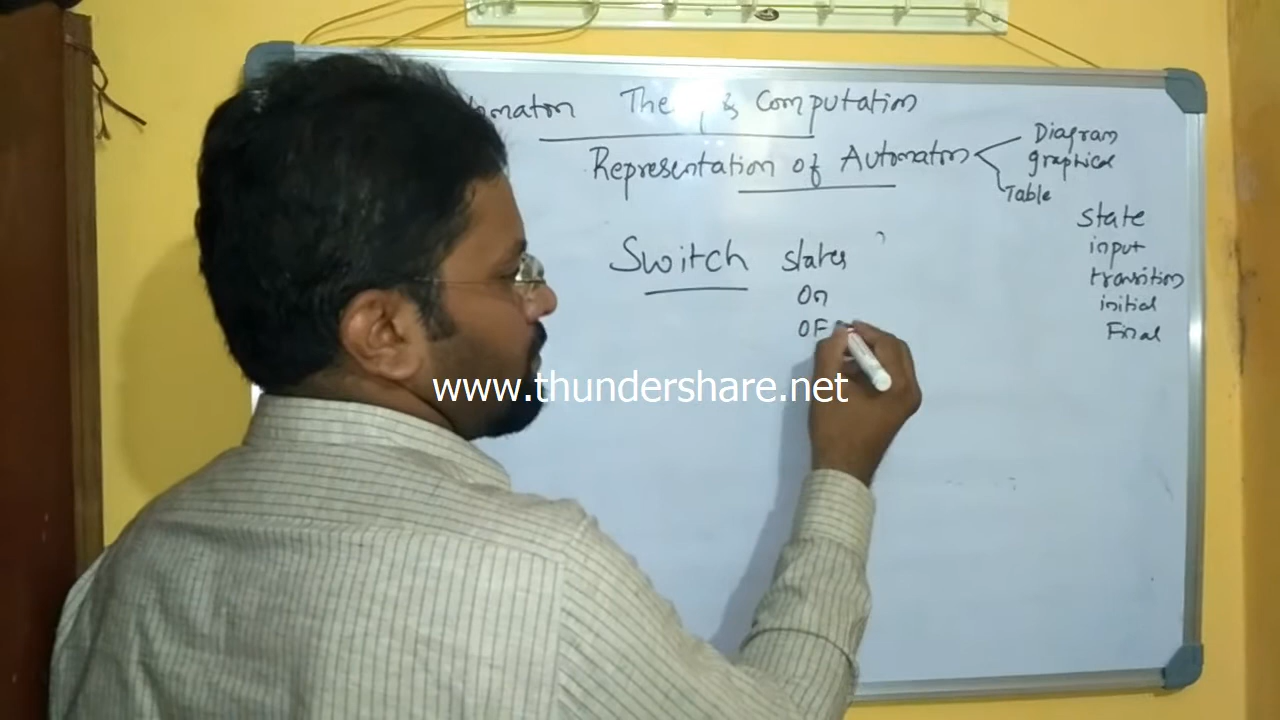 Theory & Computation
Representation of Automaton
Diagram
graphical
Table
Switch
states
On
OF
state
input
transition
initial
Final
www.thundershare.net